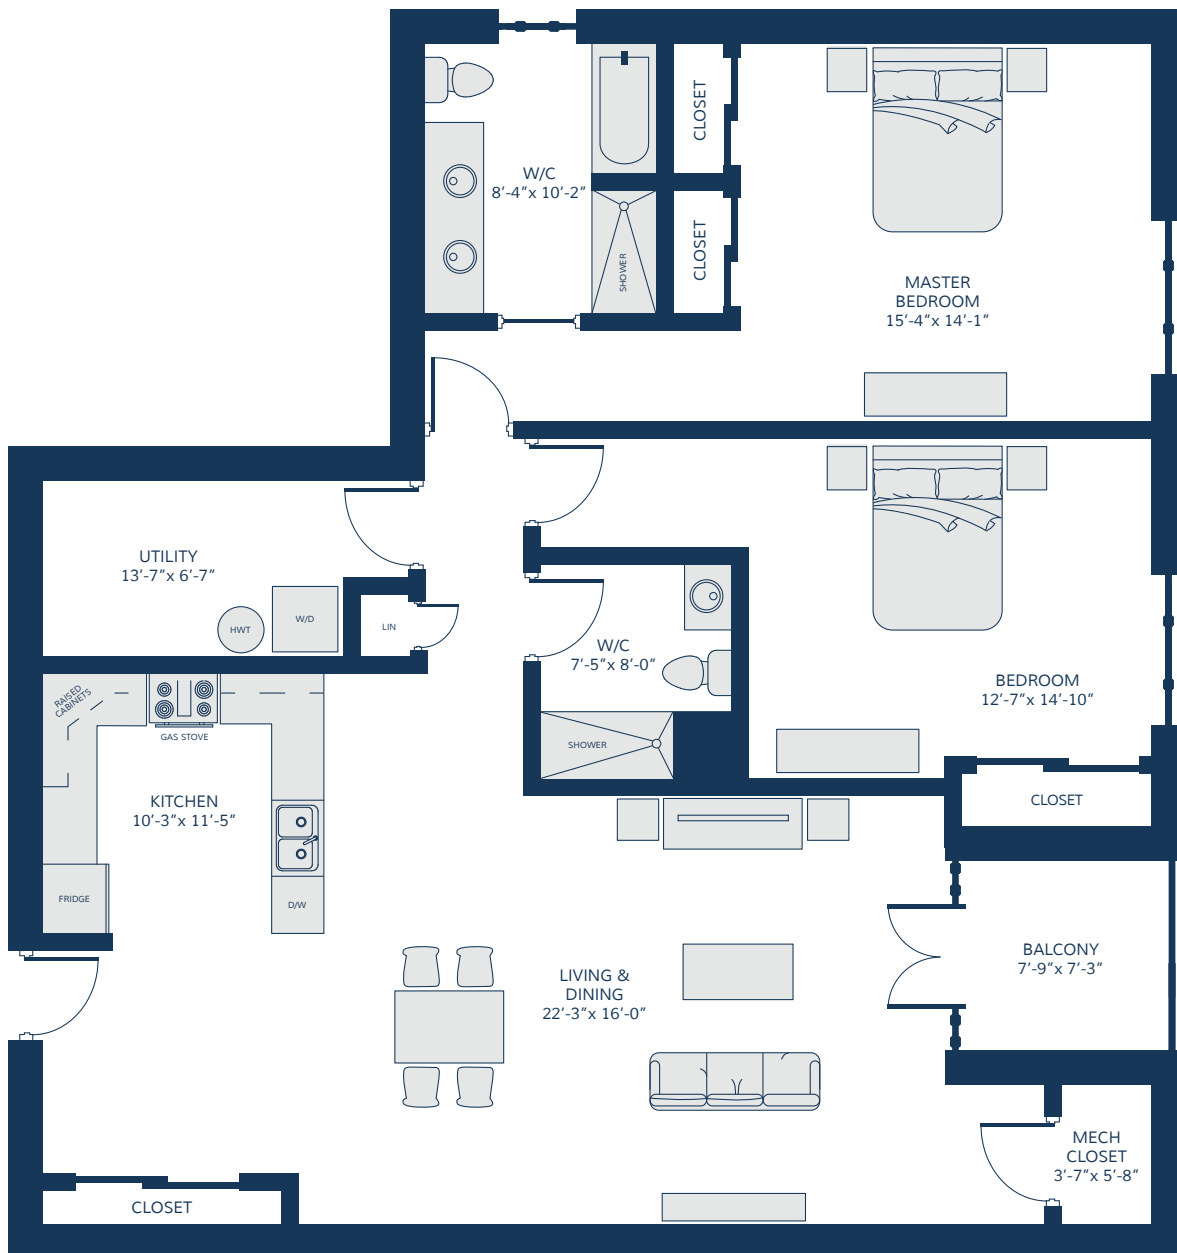 CLOSET
W/C
8'-4"x 10'-2"
CLOSET
SHOWER
MASTER
BEDROOM
15'-4"x 14'-1"
UTILITY
13'-7"x 6'-7"
HWT
W/D
LIN
W/C
7'-5"x 8'-0"
BEDROOM
12'-7"x 14'-10"
RAISED
CABINETS
GAS STOVE
SHOWER
KITCHEN
10'-3"x 11'-5"
CLOSET
FRIDGE
D/W
LIVING &
DINING
22'-3"x 16'-0"
BALCONY
7'-9"x 7'-3"
MECH
CLOSET
3'-7"x 5'-8"
CLOSET